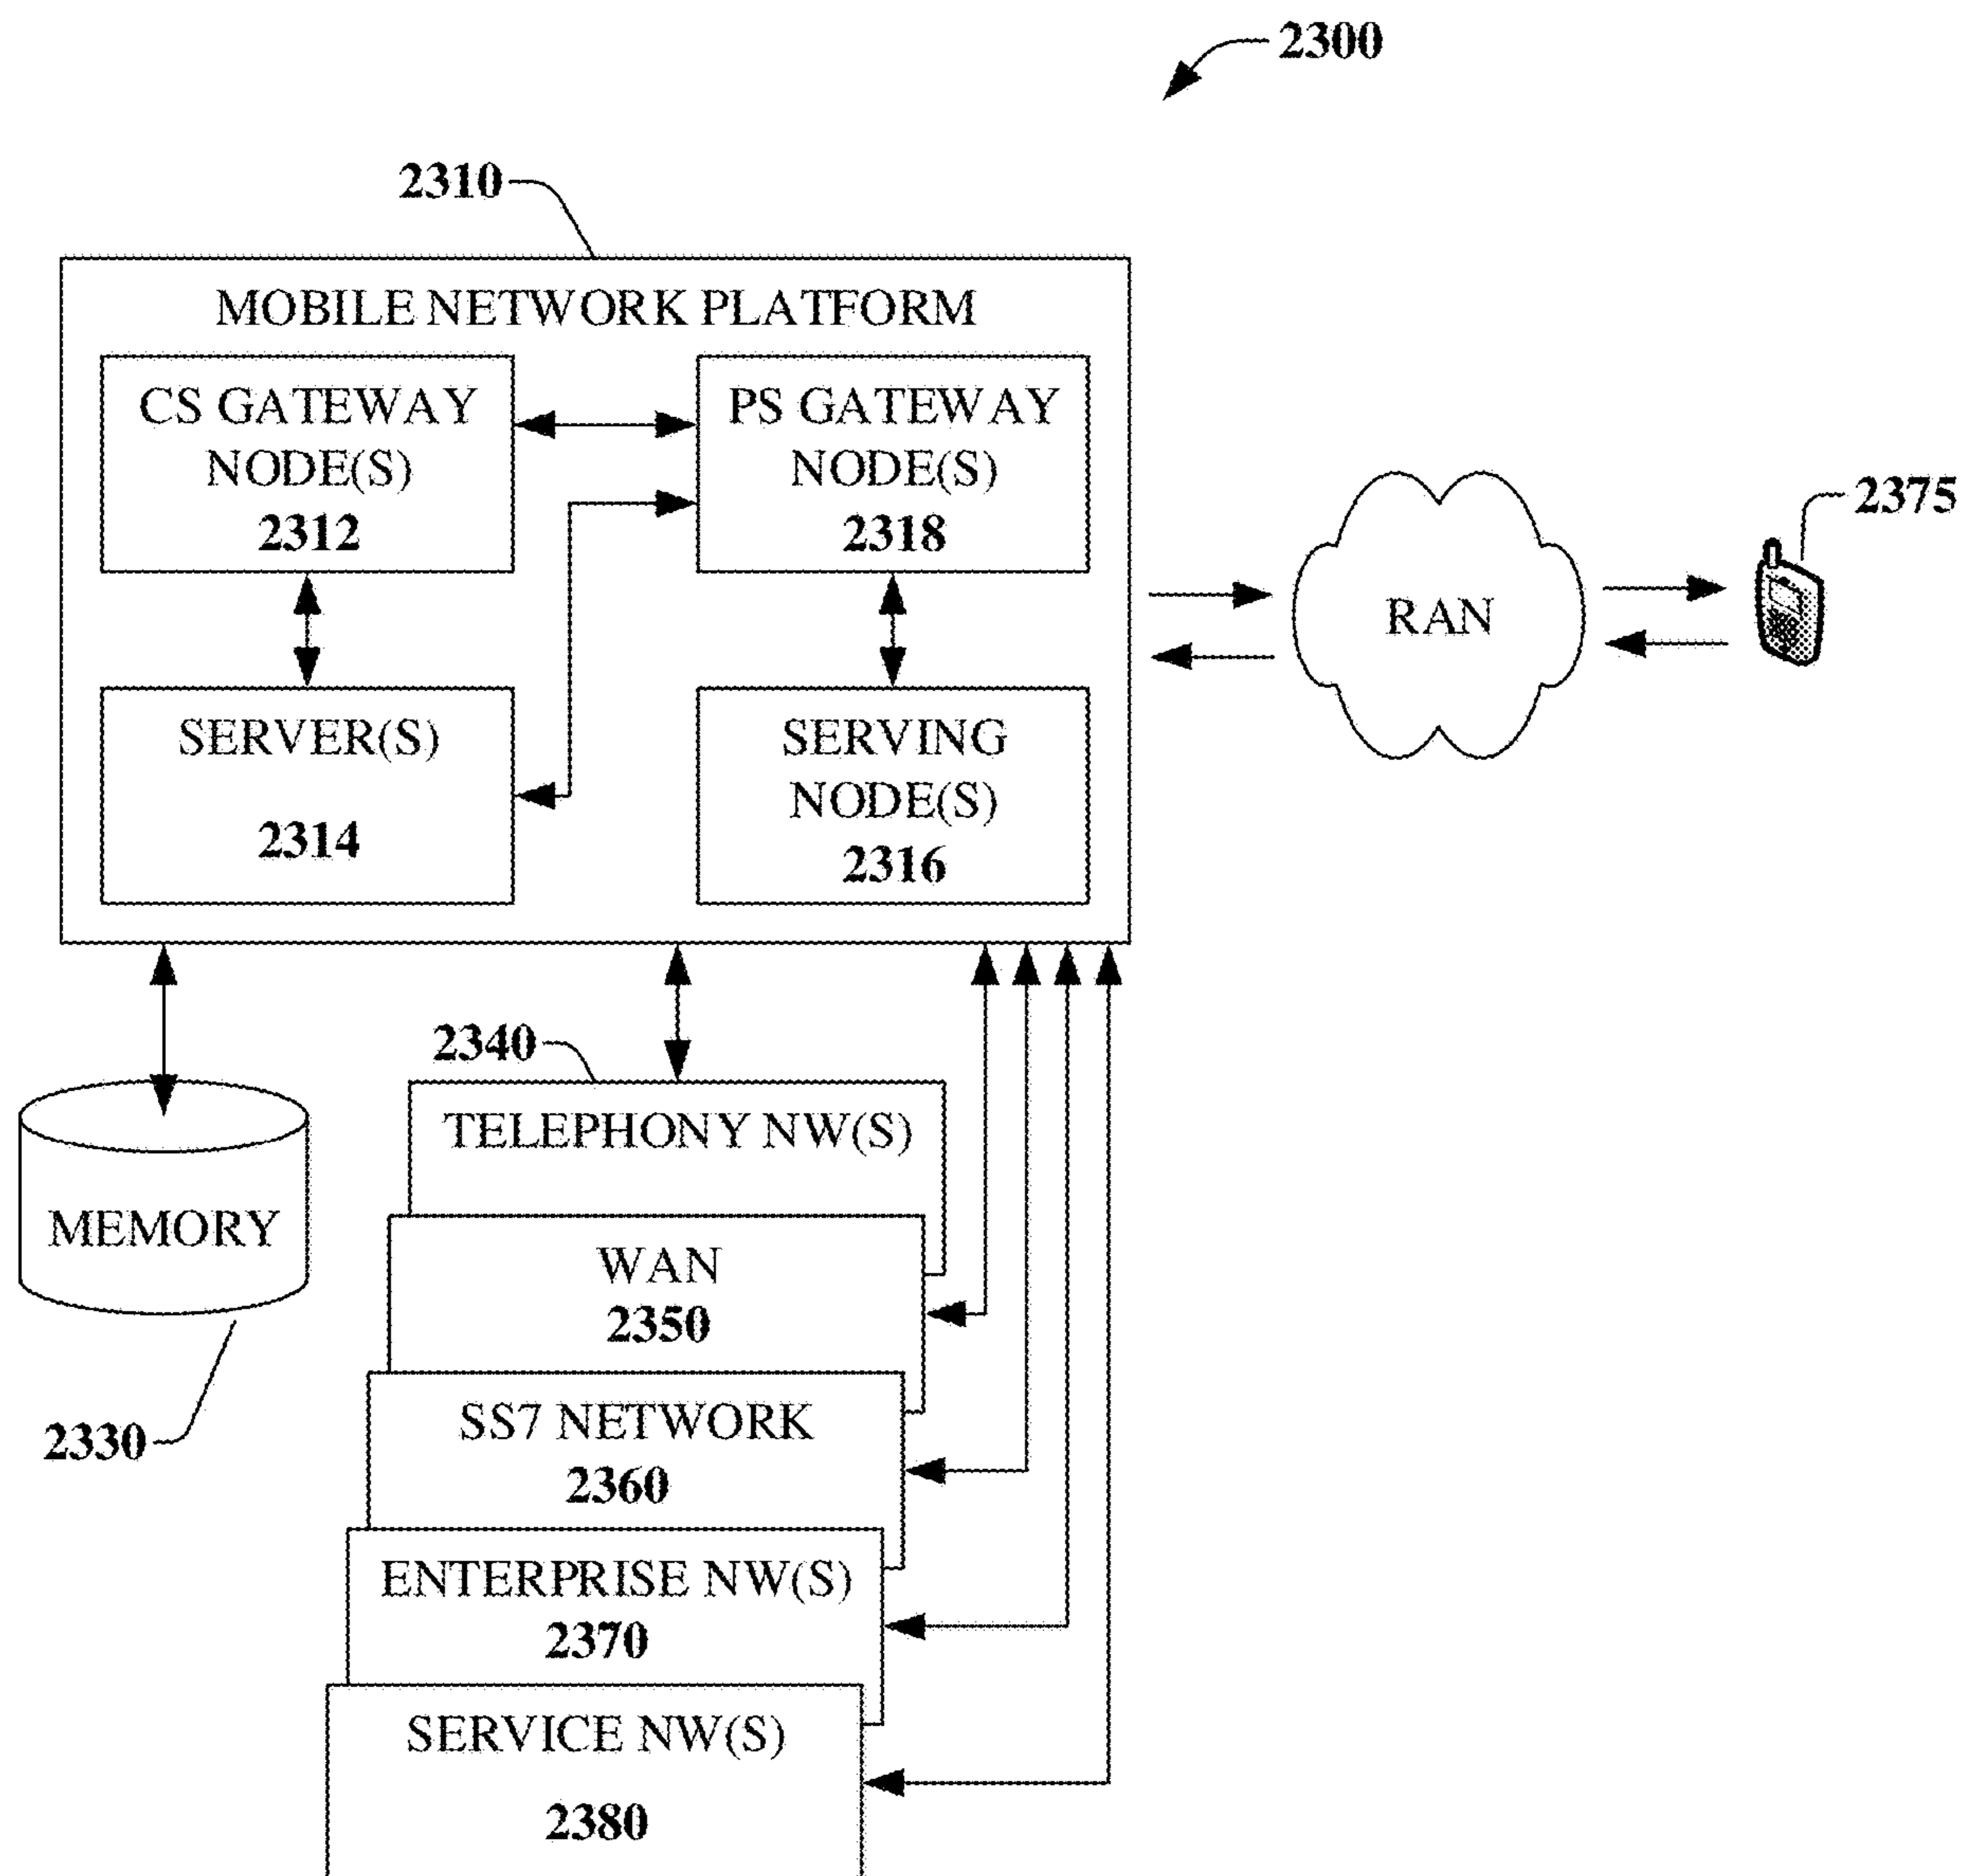 2300
2310
MOBILE NETWORK PLATFORM
CS GATEWAY
NODE(S)
2312
PS GATEWAY
NODE(S)
2318
SERVER(S)
2314
SERVING
NODE(S)
2316
RAN
2375
2340
TELEPHONY NW(S)
MEMORY
2330
WAN
2350
SS7 NETWORK
2360
ENTERPRISE NW(S)
2370
SERVICE NW(S)
2380